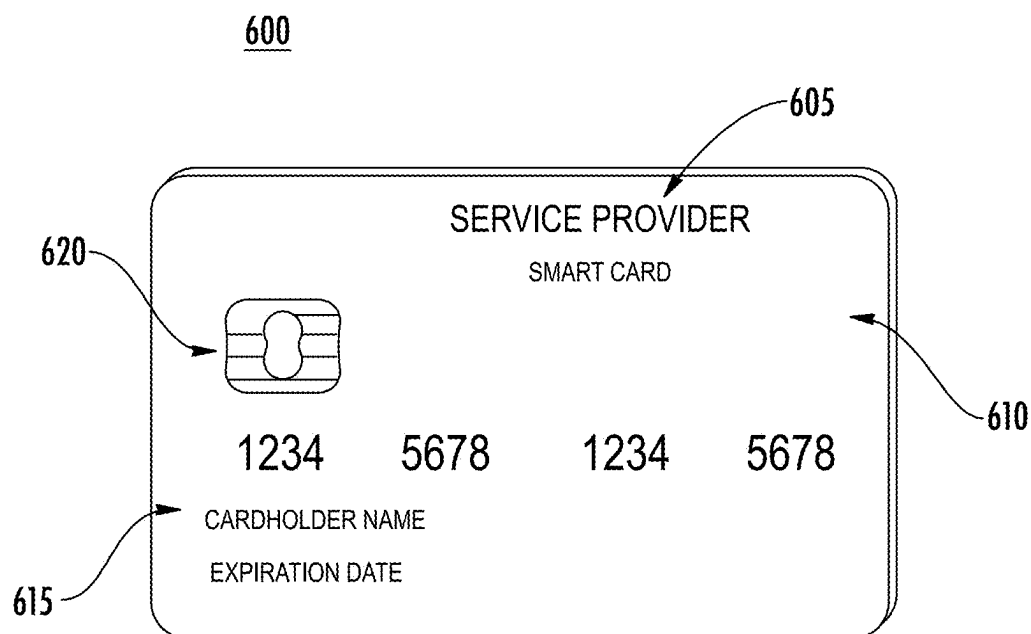 600
605
SERVICE PROVIDER
SMART CARD
620
610
1234 5678 1234 5678
CARDHOLDER NAME
EXPIRATION DATE
615